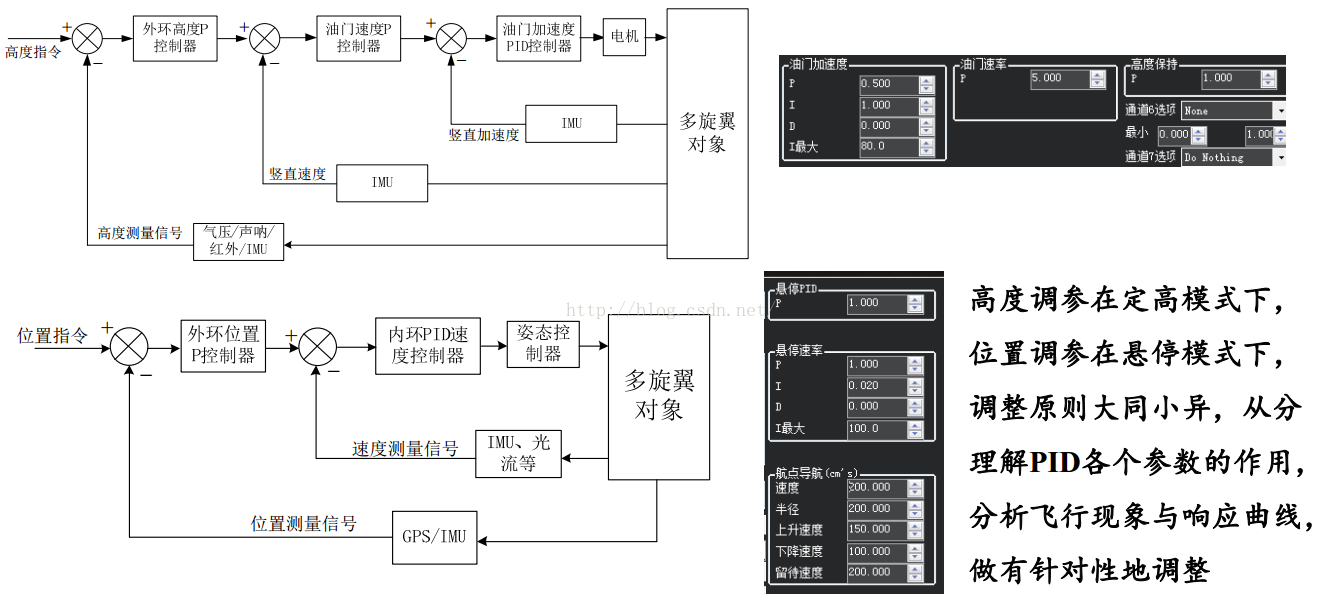 高度指令
+
−
外环高度P
控制器
+
−
油门速度P
控制器
+
−
油门加速度
PID控制器
电机
多旋翼
对象
竖直加速度
IMU
竖直速度
IMU
高度测量信号
气压/声呐/
红外/IMU
油门加速度
P 0.500
I 1.000
D 0.000
I最大 80.0
油门速率
P 5.000
高度保持
P 1.000
通道6选项 None
最小 0.000 1.000
通道7选项 Do Nothing
http://blog.csdn.net/
位置指令
+
−
外环位置
P控制器
+
−
内环PID速
度控制器
姿态控
制器
多旋翼
对象
速度测量信号
IMU、光
流等
位置测量信号
GPS/IMU
悬停PID
P 1.000
悬停速率
P 1.000
I 0.020
D 0.000
I最大 100.0
航点导航(cm's)
速度 200.000
半径 200.000
上升速度 150.000
下降速度 100.000
留待速度 200.000
高度调参在定高模式下，
位置调参在悬停模式下，
调整原则大同小异，从分
理解PID各个参数的作用，
分析飞行现象与响应曲线，
做有针对性地调整